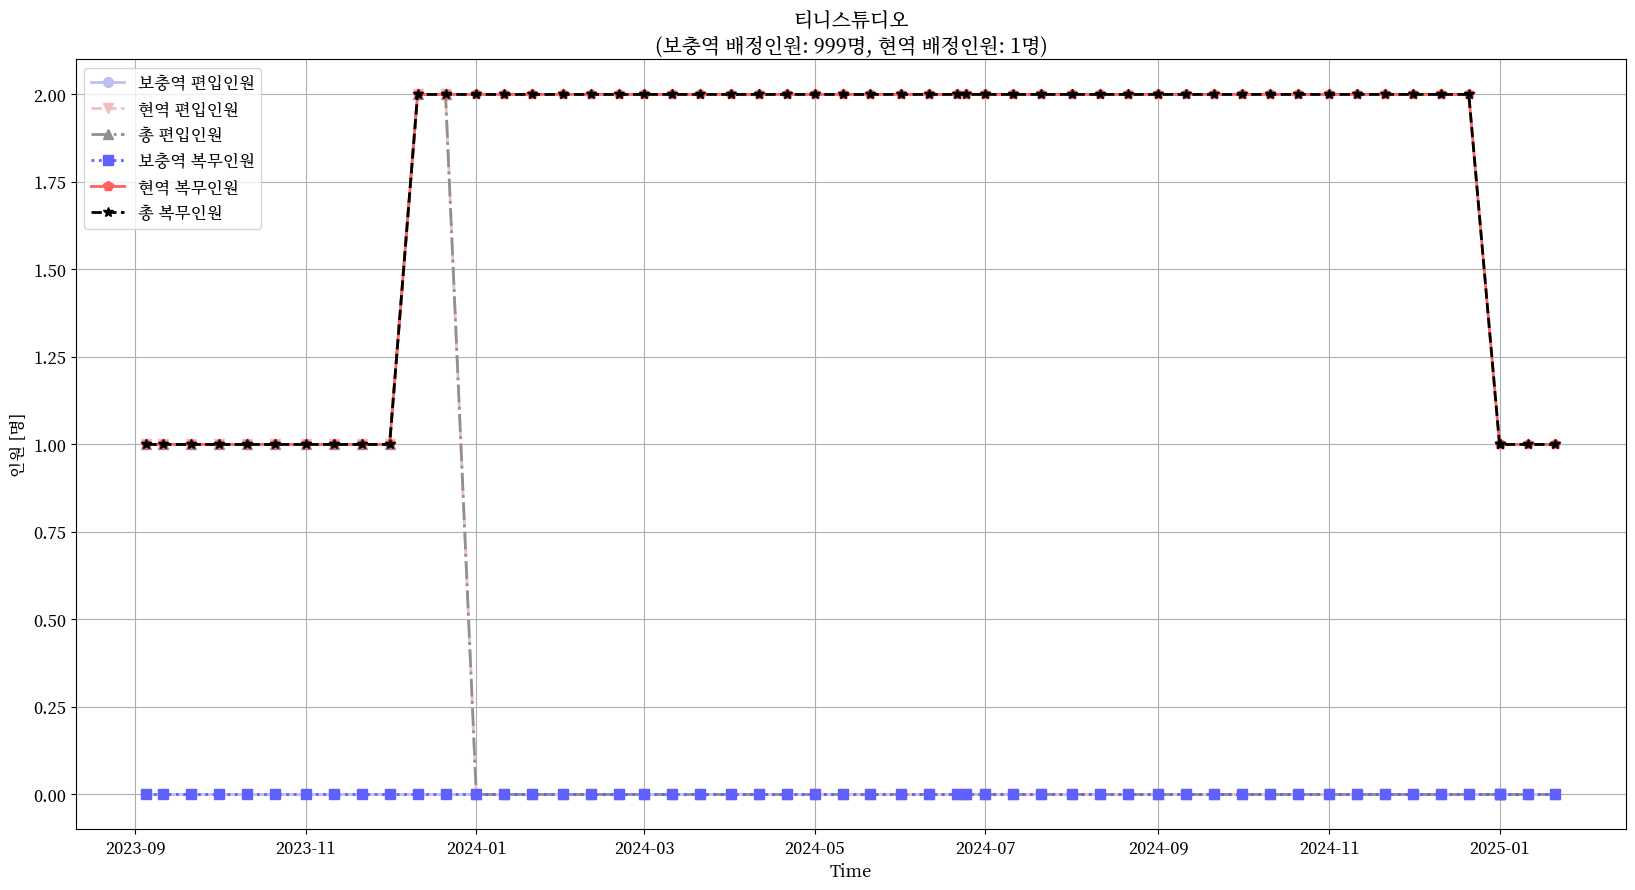 티니스튜디오
(보충역 배정인원: 999명, 현역 배정인원: 1명)
보충역 편입인원
현역 편입인원
총 편입인원
보충역 복무인원
현역 복무인원
총 복무인원
인원 [명]
2.00
1.75
1.50
1.25
1.00
0.75
0.50
0.25
0.00
2023-09 2023-11 2024-01 2024-03 2024-05 2024-07 2024-09 2024-11 2025-01
Time